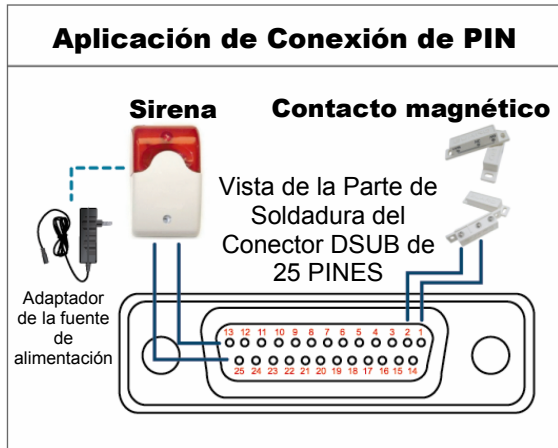 Aplicación de Conexión de PIN
Sirena
Contacto magnético
Vista de la Parte de
Soldadura del
Conector DSUB de
25 PINES
Adaptador
de la fuente
de
alimentación
13 12 11 10 9 8 7 6 5 4 3 2 1
25 24 23 22 21 20 19 18 17 16 15 14